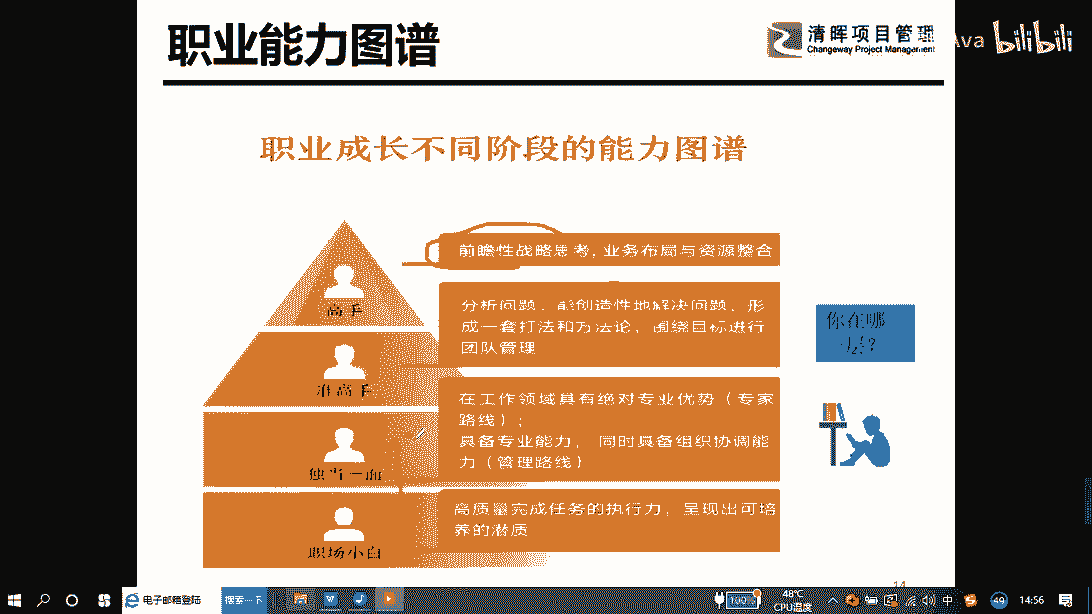 职业能力图谱
清晖项目管理
Changeway Project Management
Ava bilibili
职业成长不同阶段的能力图谱
高手
前瞻性战略思考，业务布局与资源整合
分析问题，能创造性地解决问题，形
成一套打法和方法论，围绕目标进行
团队管理
准高手
你在哪
一层？
在工作领域具有绝对专业优势（专家
路线）；
具备专业能力， 同时具备组织协调能
力（管理路线）
独当一面
高质量完成任务的执行力，呈现出可培
养的潜质
职场小白
14
电子邮箱登陆
搜索一下
100%
48℃
CPU温度
中
49
14:56